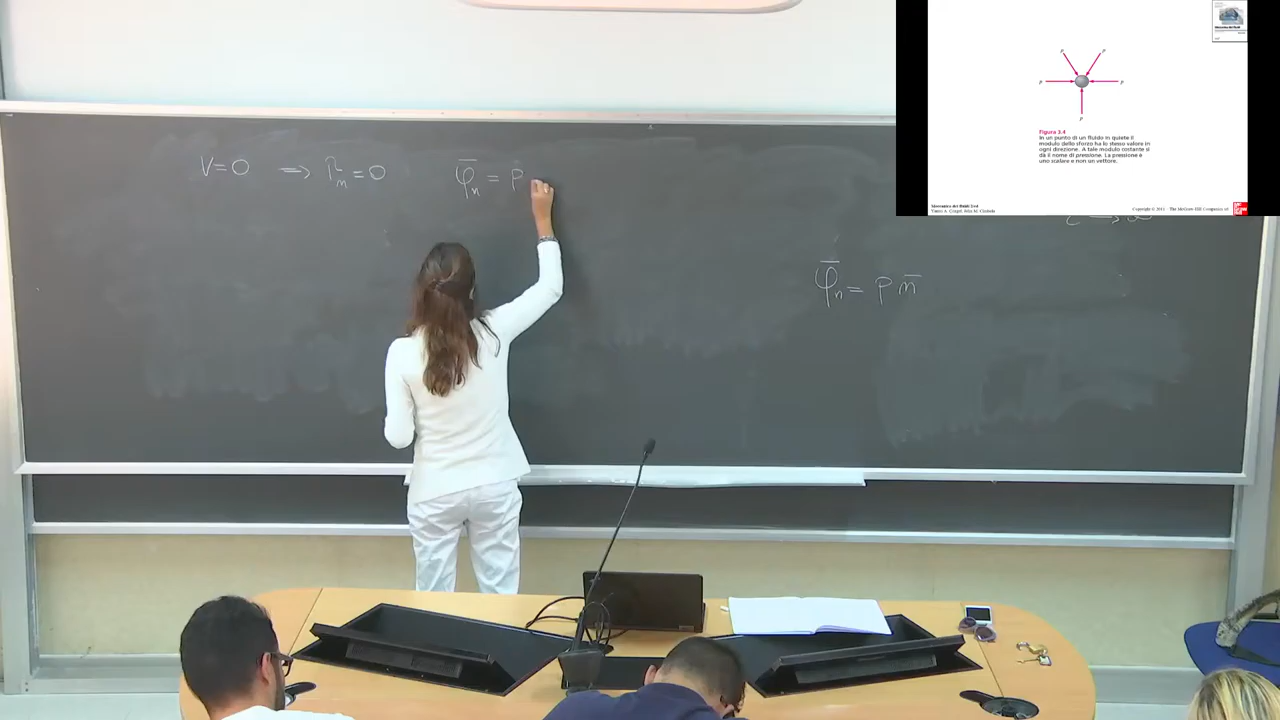 V=0 ⟹ τ̄ₙ=0 φ̄ₙ = p
φ̄ₙ = p n̄
p p
p p
p
Figura 3.4
In un punto di un fluido in quiete il
modulo dello sforzo ha lo stesso valore in
ogni direzione. A tale modulo costante si
dà il nome di pressione. La pressione è
uno scalare e non un vettore.